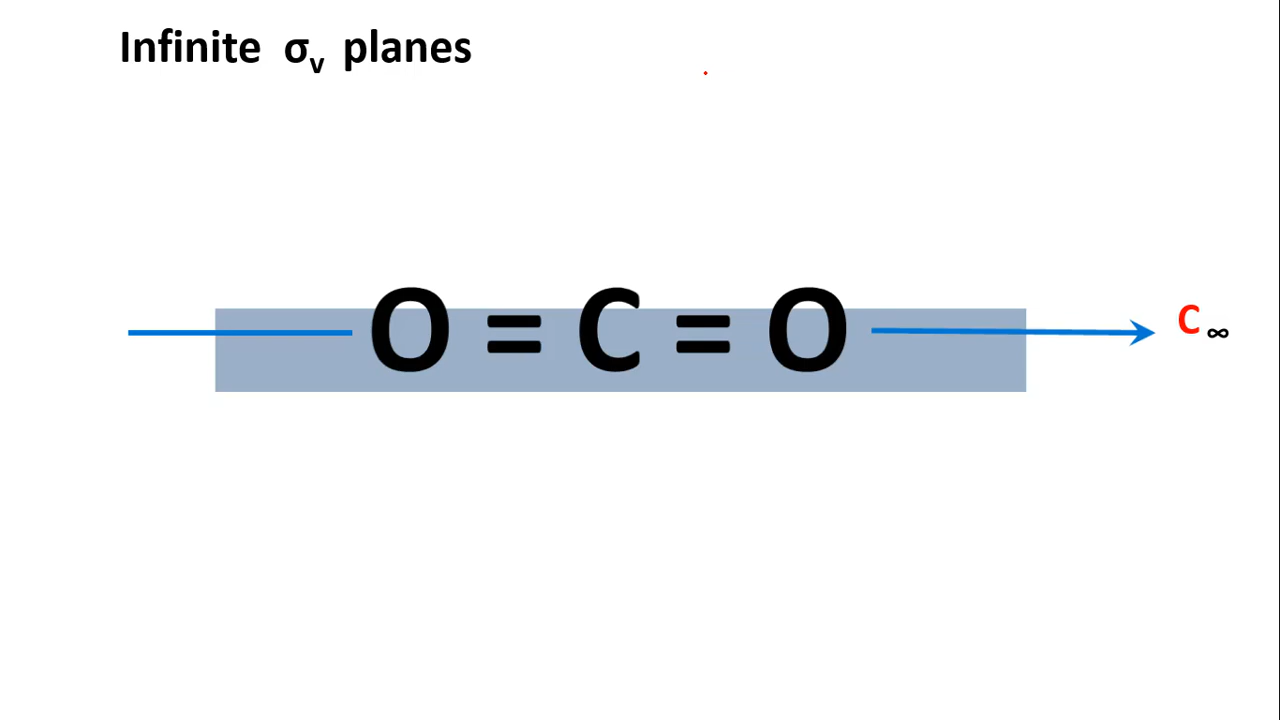 Infinite σv planes
O = C = O
C ∞